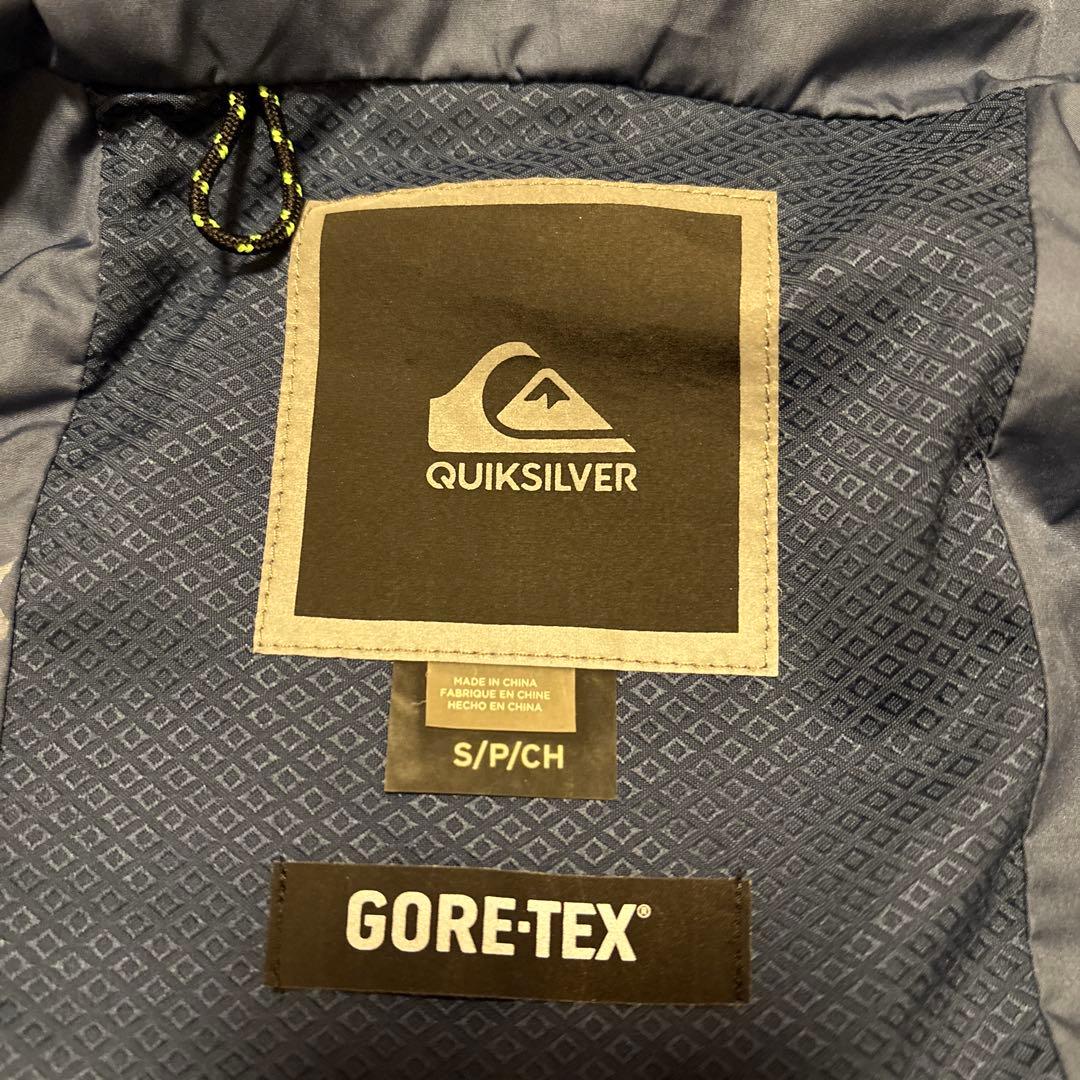 QUIKSILVER
MADE IN CHINA
FABRIQUE EN CHINE
HECHO EN CHINA
S/P/CH
GORE-TEX®